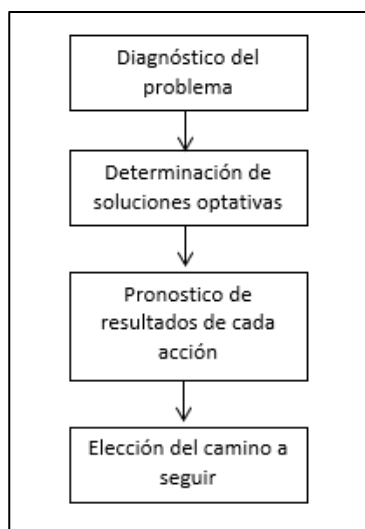 Diagnóstico del
problema
Determinación de
soluciones optativas
Pronostico de
resultados de cada
acción
Elección del camino a
seguir